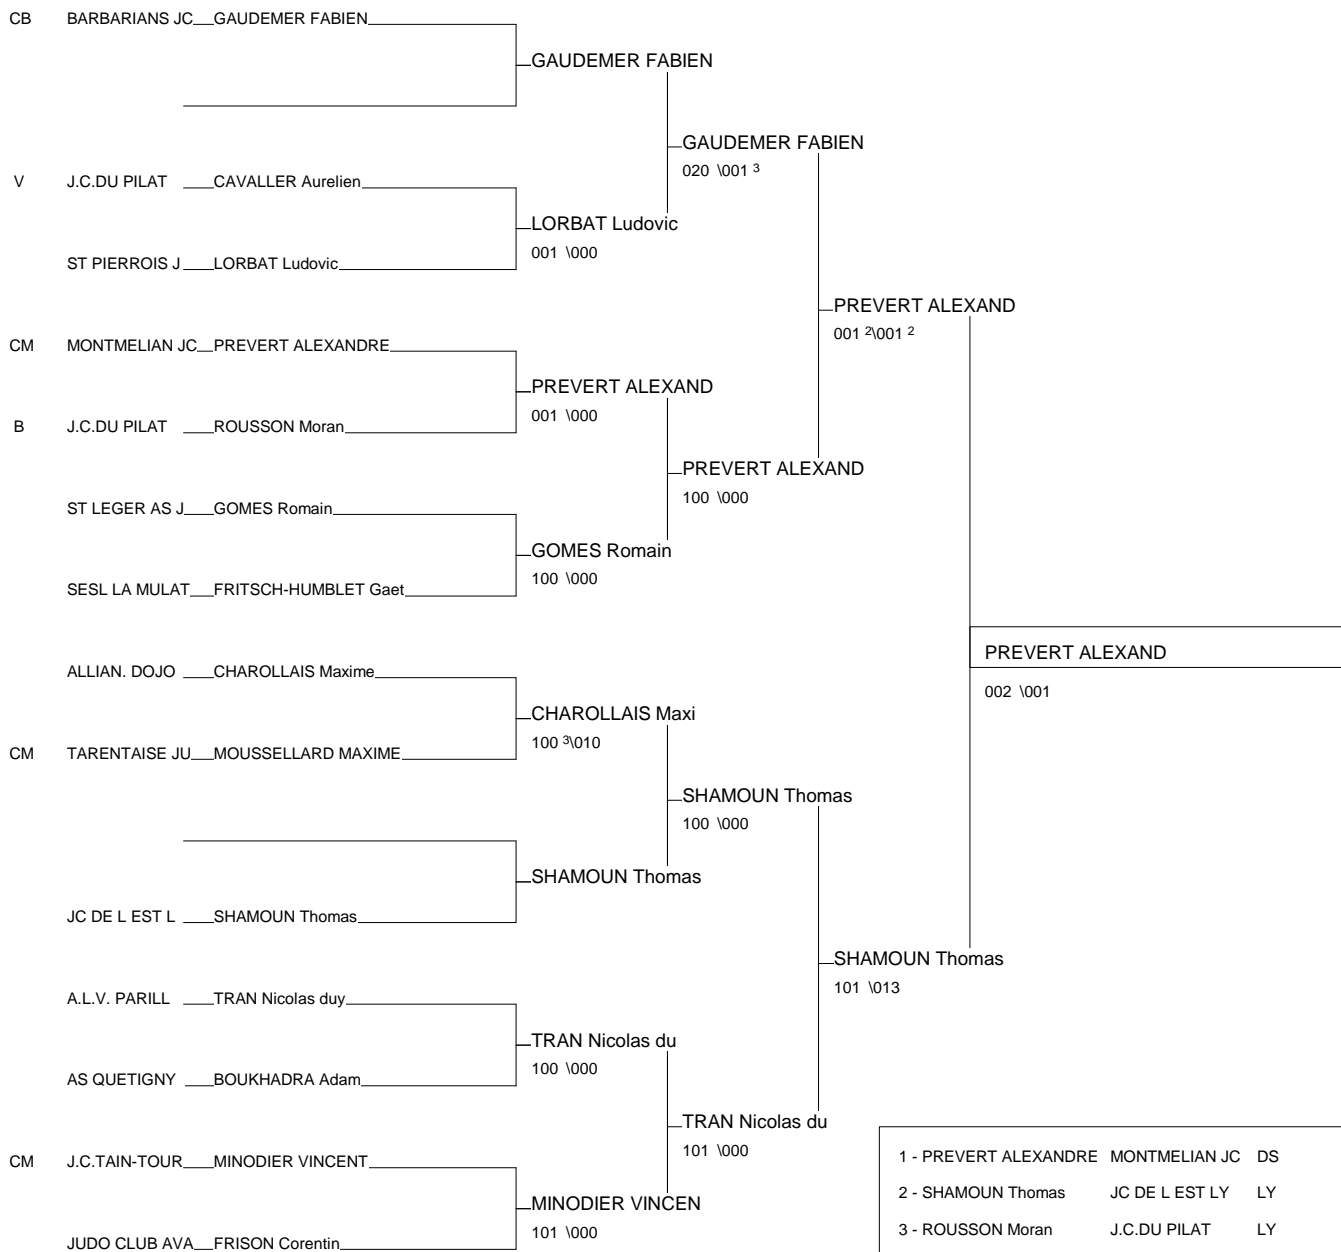 CB BARBARIANS JC GAUDEMER FABIEN
GAUDEMER FABIEN
GAUDEMER FABIEN
020 \001 3
V J.C.DU PILAT CAVALLER Aurelien
LORBAT Ludovic
001 \000
ST PIERROIS J LORBAT Ludovic
PREVERT ALEXAND
001 2\001 2
CM MONTMELIAN JC PREVERT ALEXANDRE
PREVERT ALEXAND
001 \000
B J.C.DU PILAT ROUSSON Moran
PREVERT ALEXAND
100 \000
ST LEGER AS J GOMES Romain
GOMES Romain
100 \000
SESL LA MULAT FRITSCH-HUMBLET Gaet
PREVERT ALEXAND
002 \001
ALLIAN. DOJO CHAROLLAIS Maxime
CHAROLLAIS Maxi
100 3\010
CM TARENTAISE JU MOUSSELLARD MAXIME
SHAMOUN Thomas
100 \000
SHAMOUN Thomas
JC DE L EST L SHAMOUN Thomas
SHAMOUN Thomas
101 \013
A.L.V. PARILL TRAN Nicolas duy
TRAN Nicolas du
100 \000
AS QUETIGNY BOUKHADRA Adam
TRAN Nicolas du
101 \000
CM J.C.TAIN-TOUR MINODIER VINCENT
MINODIER VINCEN
101 \000
JUDO CLUB AVA FRISON Corentin
1 - PREVERT ALEXANDRE MONTMELIAN JC DS
2 - SHAMOUN Thomas JC DE L EST LY LY
3 - ROUSSON Moran J.C.DU PILAT LY